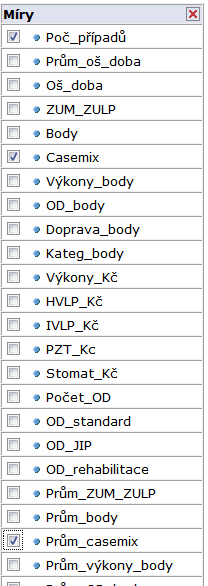 Míry
Poč_případů
Prům_oš_doba
Oš_doba
ZUM_ZULP
Body
Casemix
Výkony_body
OD_body
Doprava_body
Kateg_body
Výkony_Kč
HVLP_Kč
IVLP_Kč
PZT_Kc
Stomat_Kč
Počet_OD
OD_standard
OD_JIP
OD_rehabilitace
Prům_ZUM_ZULP
Prům_body
Prům_casemix
Prům_výkony_body